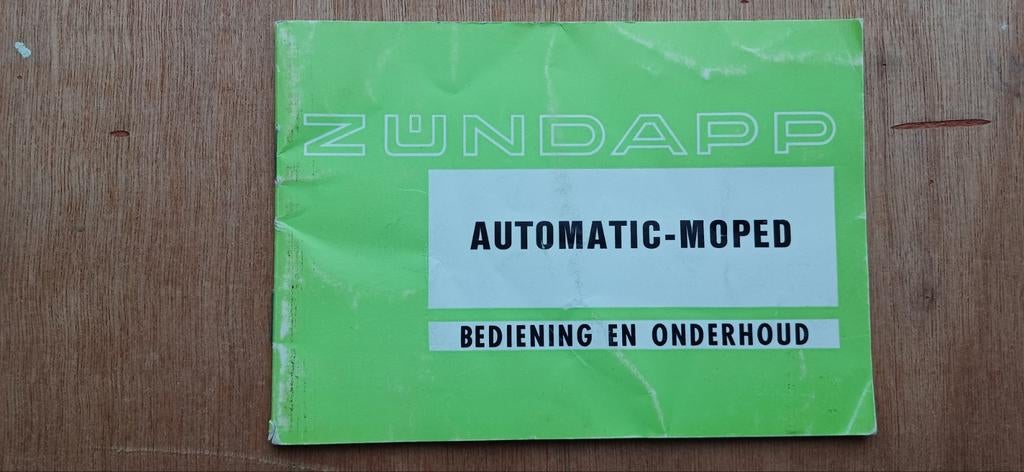 ZÜNDAPP
AUTOMATIC-MOPED
BEDIENING EN ONDERHOUD